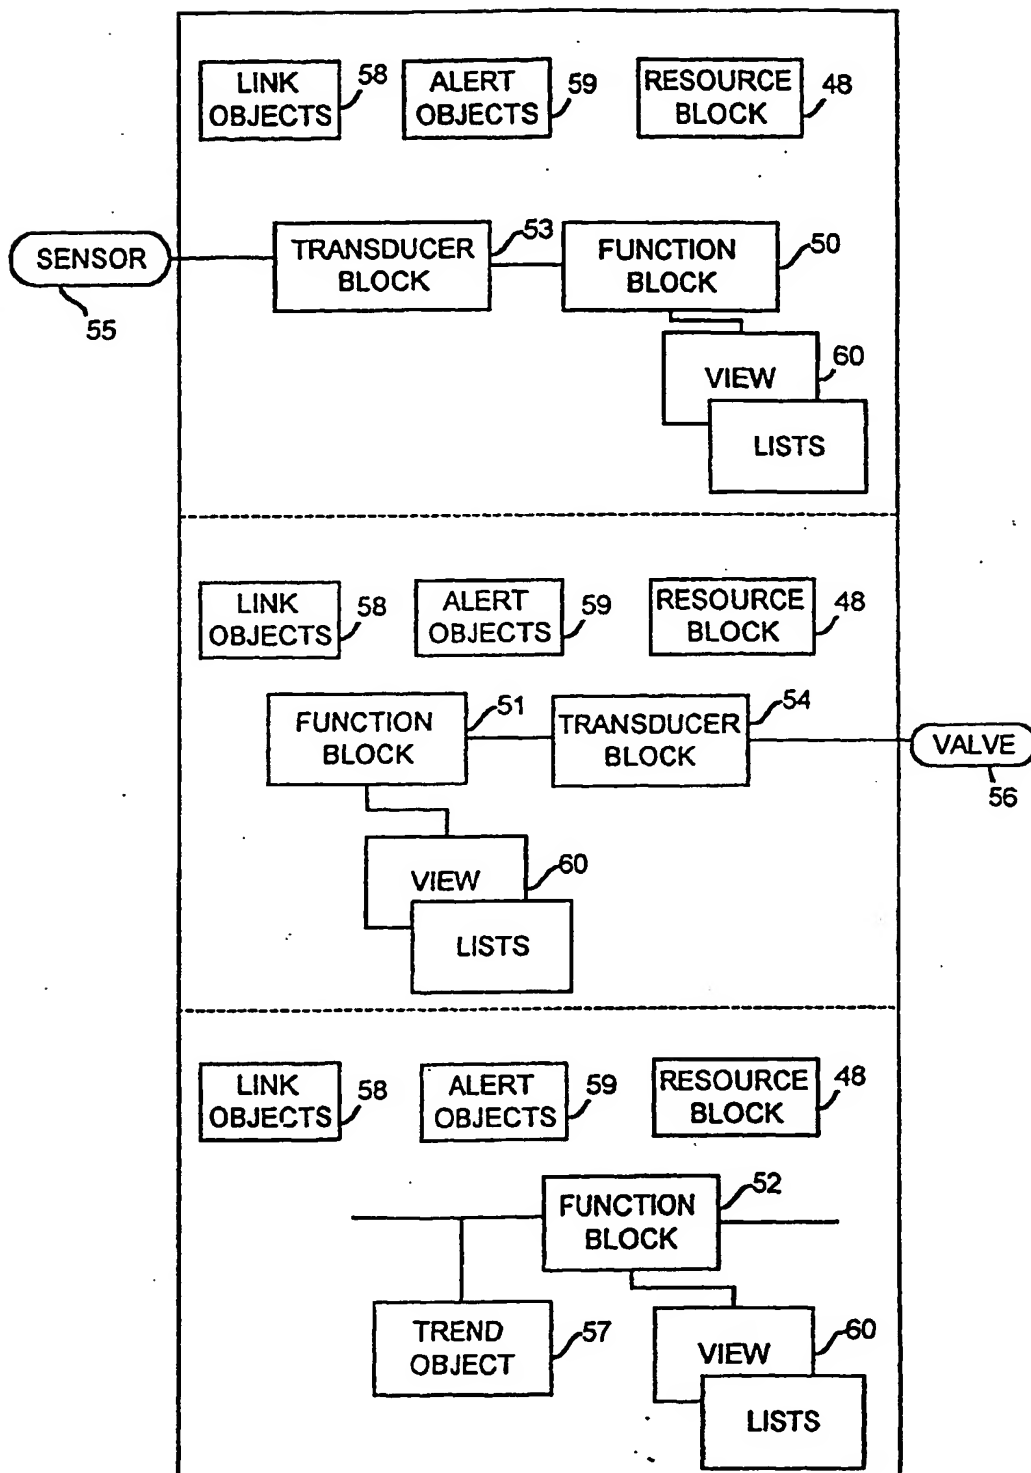 LINK
OBJECTS
58
ALERT
OBJECTS
59
RESOURCE
BLOCK
48
SENSOR
55
TRANSDUCER
BLOCK
53
FUNCTION
BLOCK
50
VIEW
60
LISTS
LINK
OBJECTS
58
ALERT
OBJECTS
59
RESOURCE
BLOCK
48
FUNCTION
BLOCK
51
TRANSDUCER
BLOCK
54
VALVE
56
VIEW
60
LISTS
LINK
OBJECTS
58
ALERT
OBJECTS
59
RESOURCE
BLOCK
48
FUNCTION
BLOCK
52
TREND
OBJECT
57
VIEW
60
LISTS